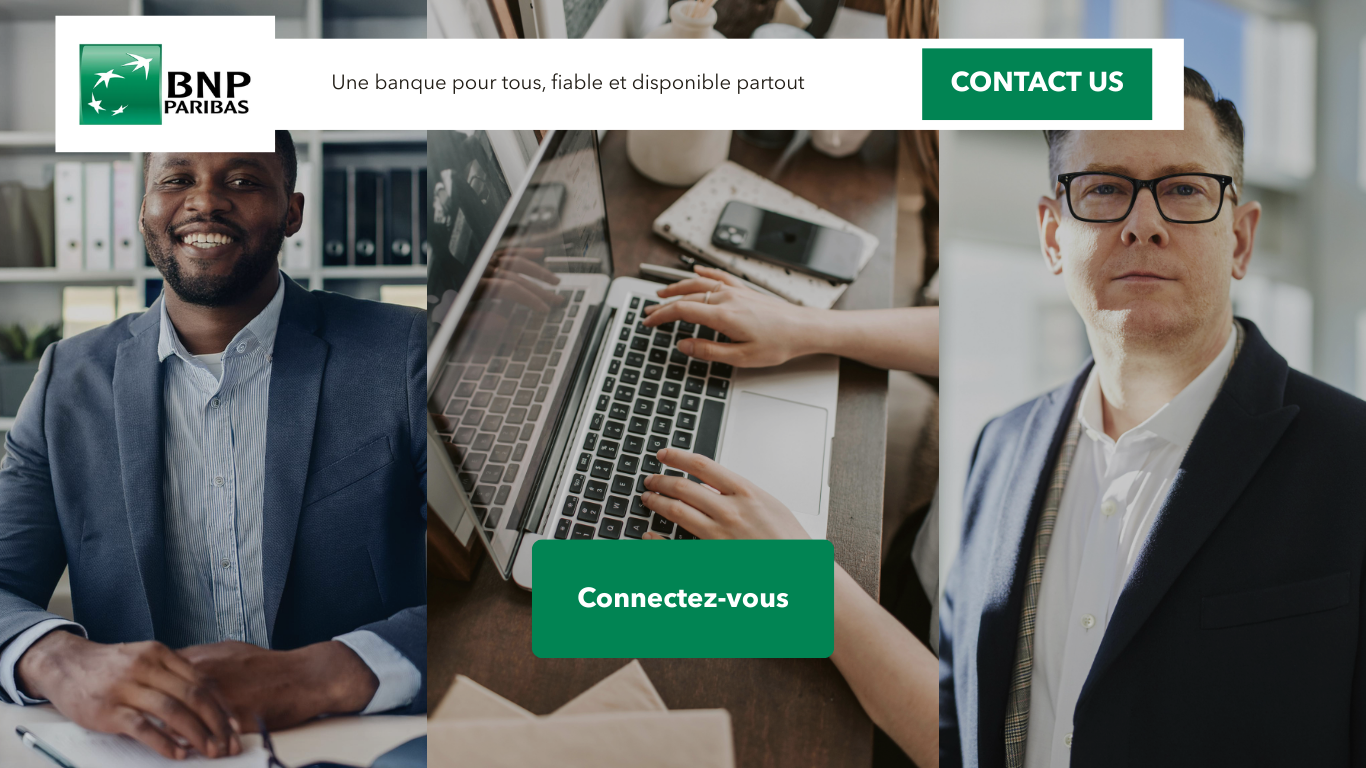 BNP
PARIBAS
Une banque pour tous, fiable et disponible partout
CONTACT US
Connectez-vous